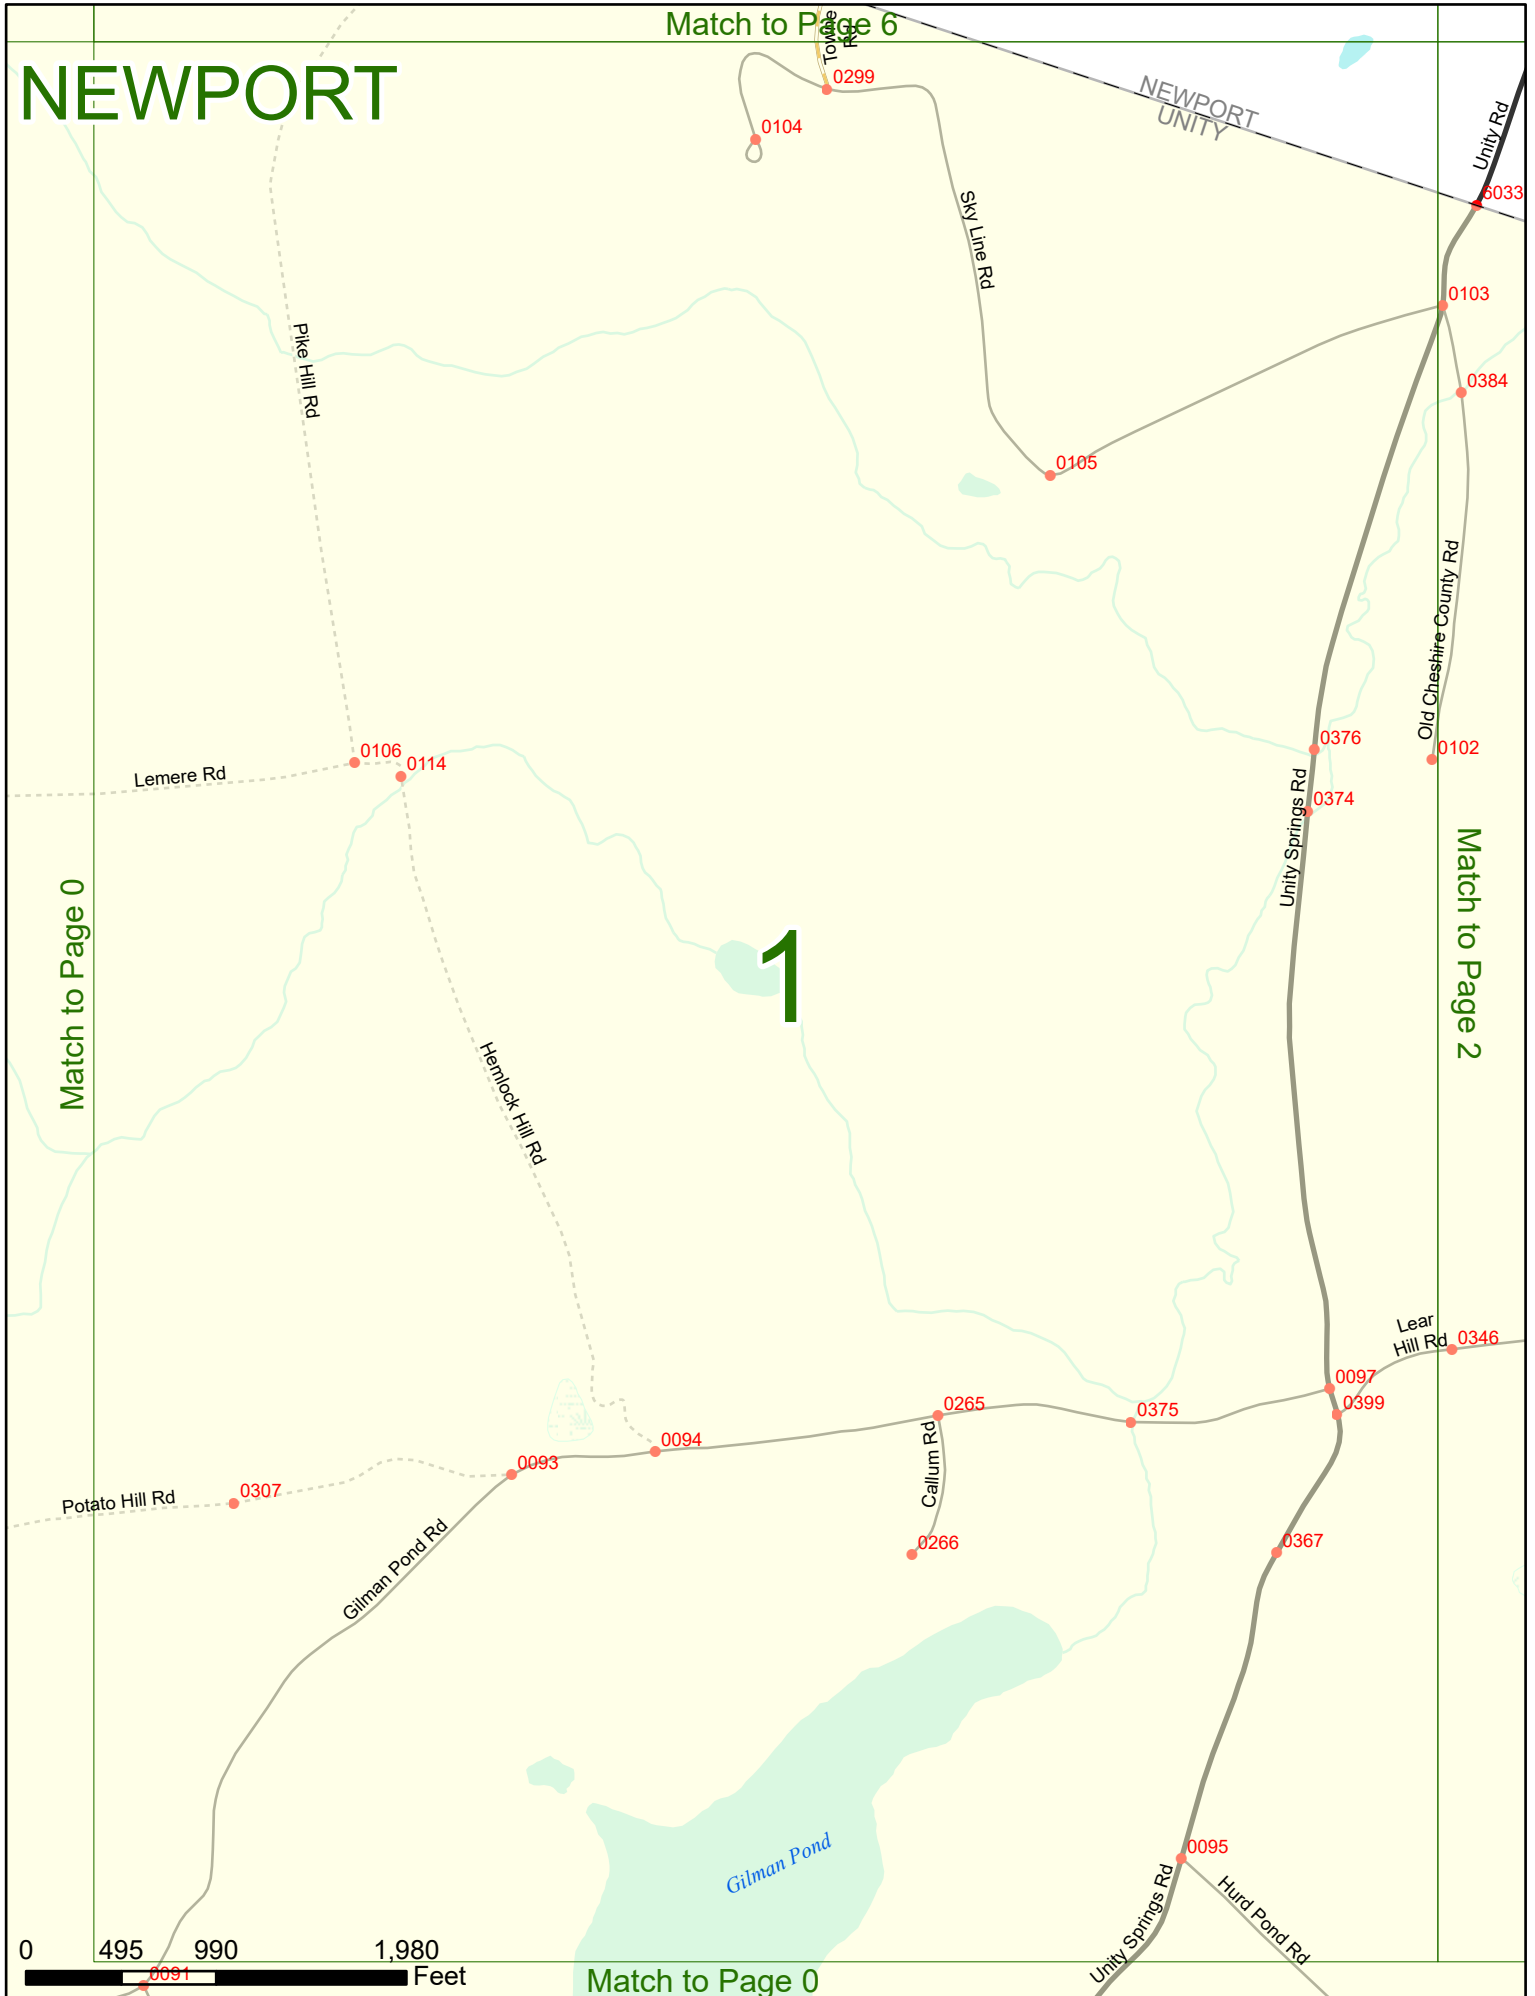 Match to Page 6
Towne
Rd
NEWPORT
0299
0104
NEWPORT
UNITY
Unity Rd
6033
Sky Line Rd
0103
Pike Hill Rd
0384
0105
Old Cheshire County Rd
0376
0102
0106
0114
Lemere Rd
0374
Unity Springs Rd
Match to Page 0
1
Match to Page 2
Hemlock Hill Rd
Lear
Hill Rd
0346
0097
0399
0265
0375
Callum Rd
0094
0093
0307
Potato Hill Rd
Gilman Pond Rd
0266
0367
Gilman Pond
0095
Hurd Pond Rd
Unity Springs Rd
0 495 990 1,980
Feet
0091
Match to Page 0